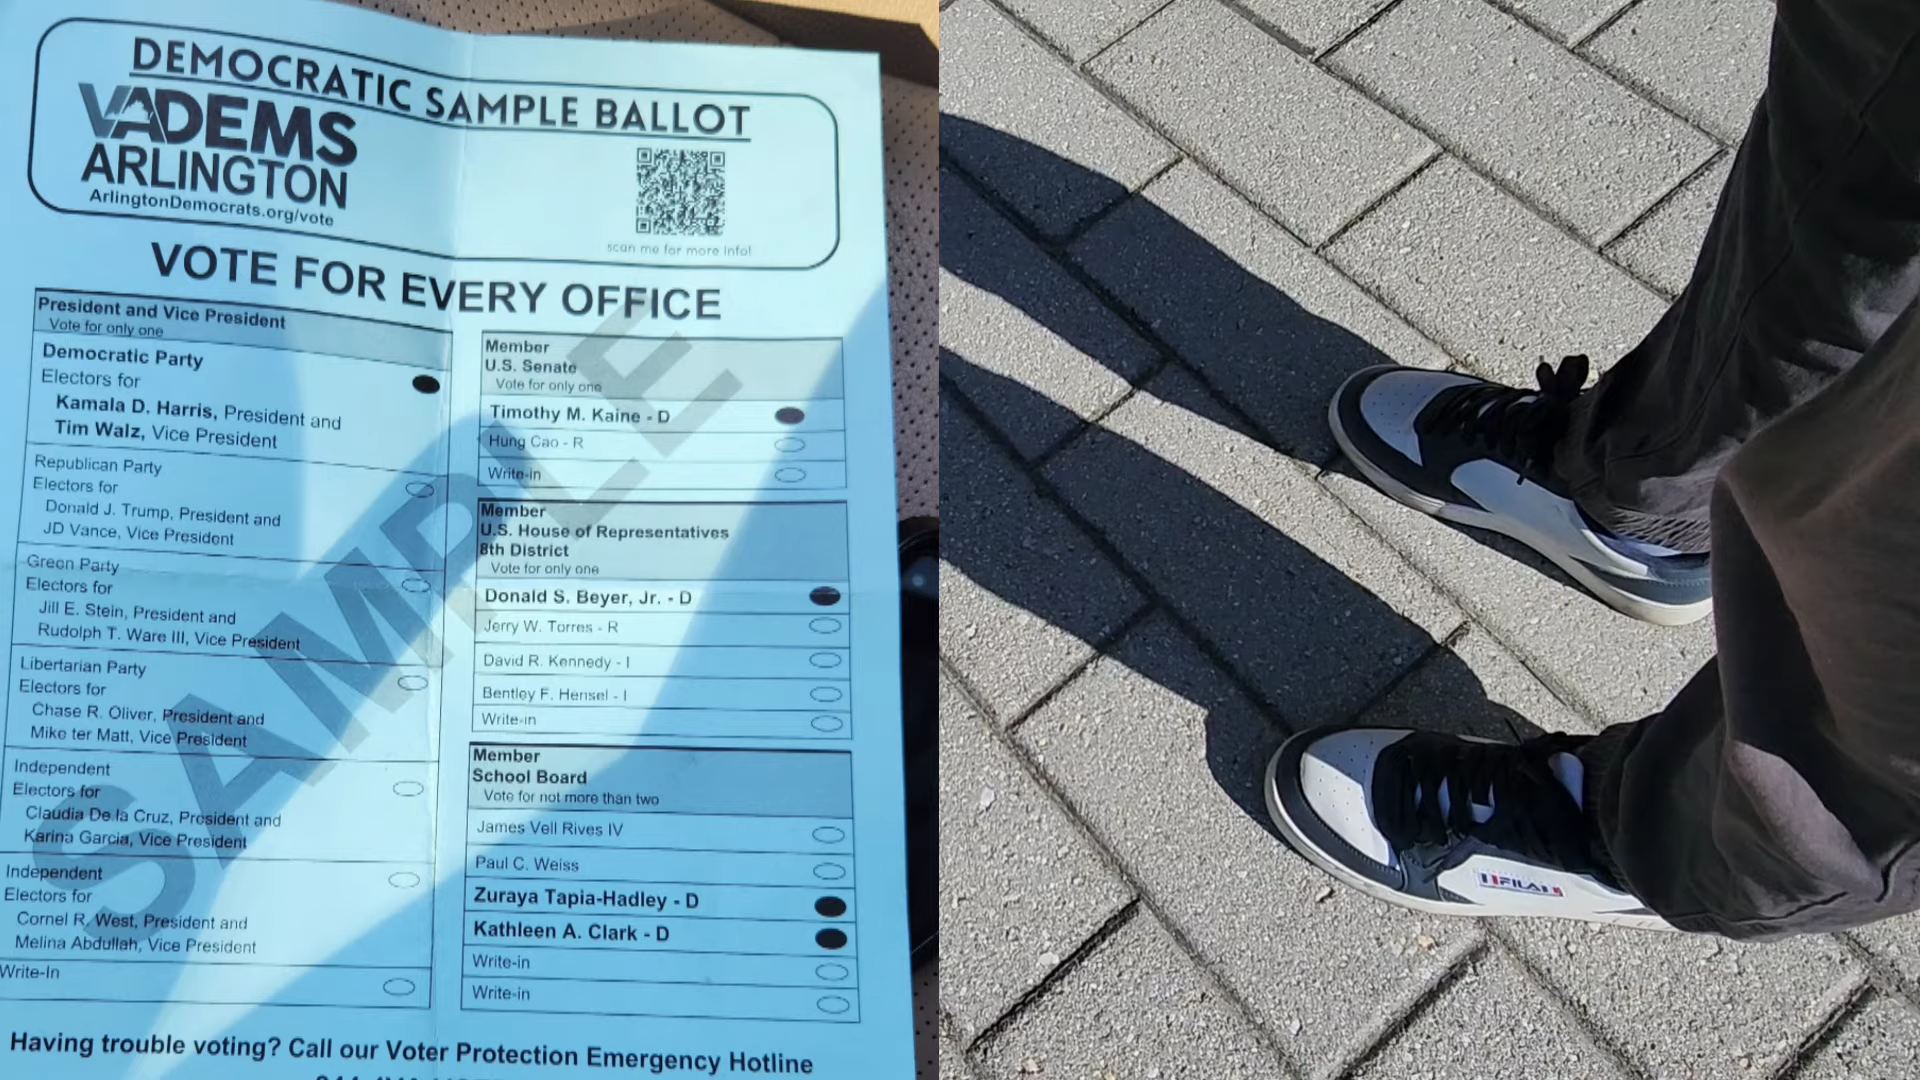 DEMOCRATIC SAMPLE BALLOT
VADEMS
ARLINGTON
ArlingtonDemocrats.org/vote
scan me for more info!
VOTE FOR EVERY OFFICE
President and Vice President
Vote for only one
Democratic Party
Electors for
Kamala D. Harris, President and
Tim Walz, Vice President
Republican Party
Electors for
Donald J. Trump, President and
JD Vance, Vice President
Green Party
Electors for
Jill E. Stein, President and
Rudolph T. Ware III, Vice President
Libertarian Party
Electors for
Chase R. Oliver, President and
Mike ter Matt, Vice President
Independent
Electors for
Claudia De la Cruz, President and
Karina Garcia, Vice President
Independent
Electors for
Cornel R. West, President and
Melina Abdullah, Vice President
Write-In
Member
U.S. Senate
Vote for only one
Timothy M. Kaine - D
Hung Cao - R
Write-in
Member
U.S. House of Representatives
8th District
Vote for only one
Donald S. Beyer, Jr. - D
Jerry W. Torres - R
David R. Kennedy - I
Bentley F. Hensel - I
Write-in
Member
School Board
Vote for not more than two
James Vell Rives IV
Paul C. Weiss
Zuraya Tapia-Hadley - D
Kathleen A. Clark - D
Write-in
Write-in
SAMPLE
Having trouble voting? Call our Voter Protection Emergency Hotline
FILA